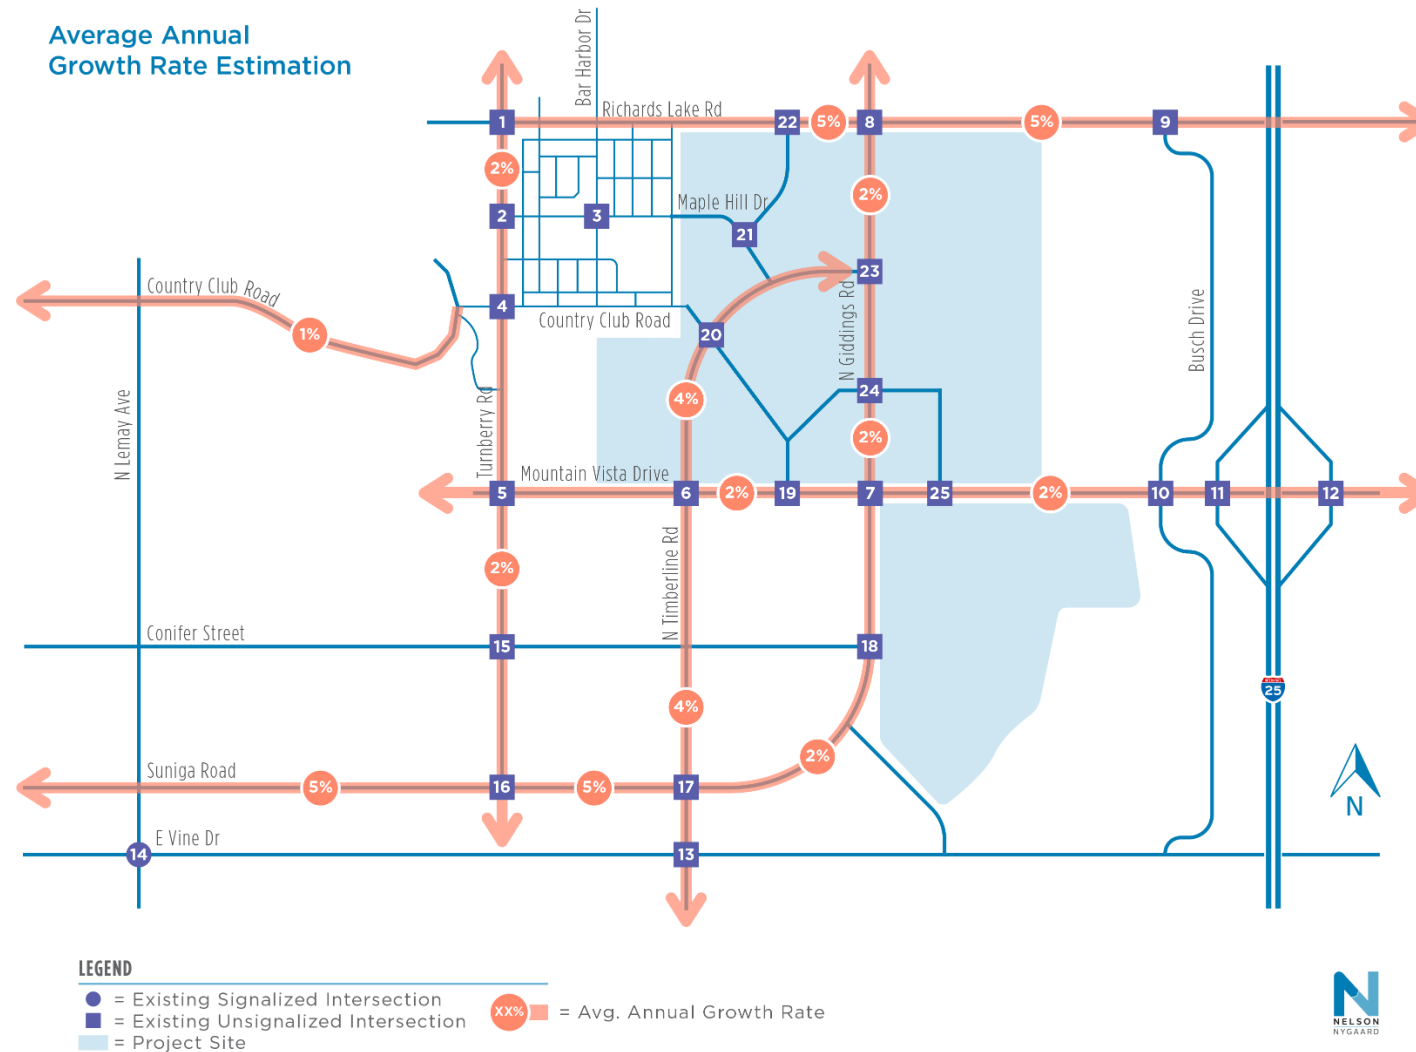 Average Annual
Growth Rate Estimation
Bar Harbor Dr
Richards Lake Rd
1
22
5%
8
5%
9
2%
2%
Maple Hill Dr
2
3
21
23
Country Club Road
N Giddings Rd
4
Country Club Road
20
1%
Busch Drive
N Lemay Ave
Turnberry Rd
4%
24
2%
Mountain Vista Drive
5
6
2%
19
7
25
2%
10
11
12
2%
N Timberline Rd
Conifer Street
15
18
INTERSTATE
25
4%
2%
Suniga Road
5%
16
5%
17
N
E Vine Dr
14
13
LEGEND
= Existing Signalized Intersection
= Existing Unsignalized Intersection
= Project Site
XX%
= Avg. Annual Growth Rate
N
NELSON
NYGAARD